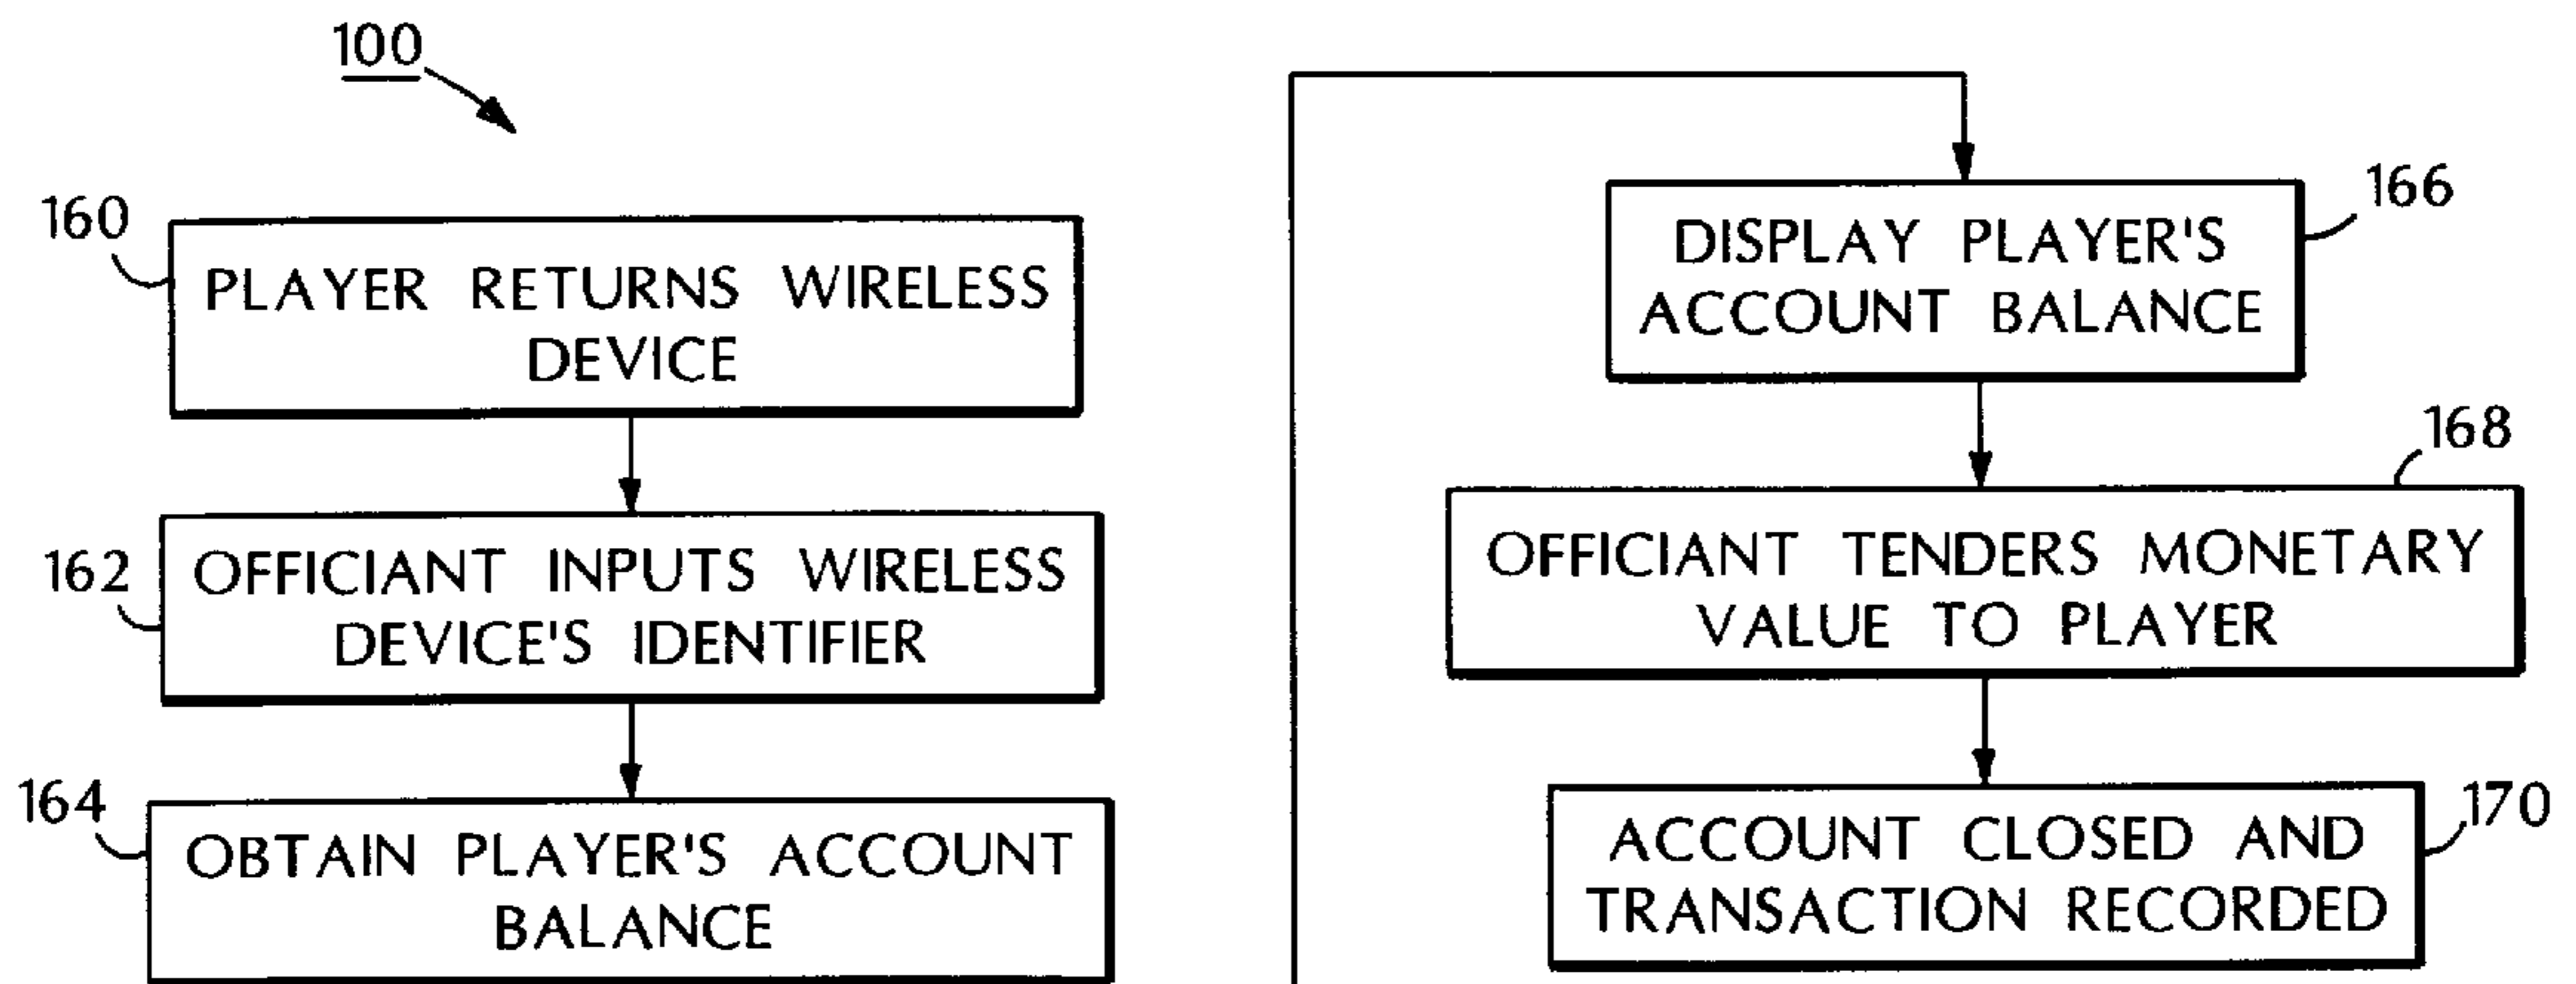 100
160
PLAYER RETURNS WIRELESS
DEVICE
162
OFFICIANT INPUTS WIRELESS
DEVICE'S IDENTIFIER
164
OBTAIN PLAYER'S ACCOUNT
BALANCE
166
DISPLAY PLAYER'S
ACCOUNT BALANCE
168
OFFICIANT TENDERS MONETARY
VALUE TO PLAYER
170
ACCOUNT CLOSED AND
TRANSACTION RECORDED